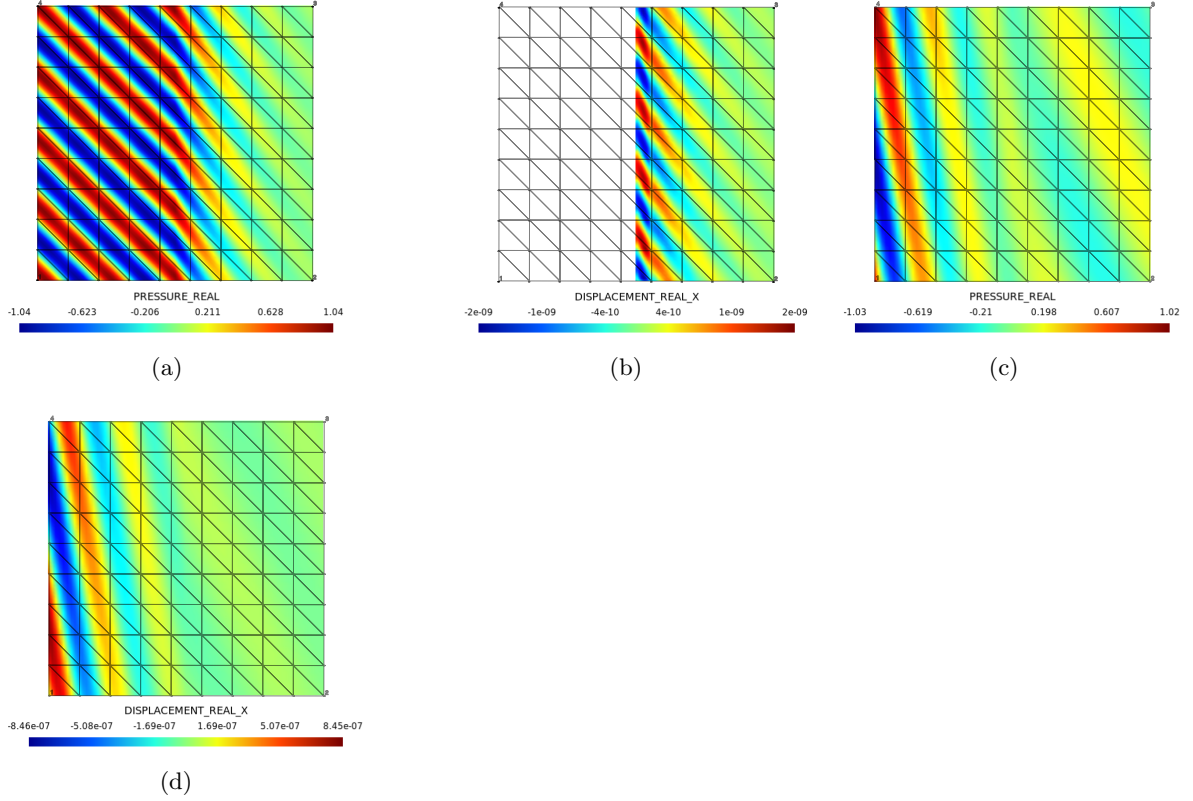 PRESSURE_REAL
-1.04 -0.623 -0.206 0.211 0.628 1.04
(a)
DISPLACEMENT_REAL_X
-2e-09 -1e-09 -4e-10 4e-10 1e-09 2e-09
(b)
PRESSURE_REAL
-1.03 -0.619 -0.21 0.198 0.607 1.02
(c)
DISPLACEMENT_REAL_X
-8.46e-07 -5.08e-07 -1.69e-07 1.69e-07 5.07e-07 8.45e-07
(d)